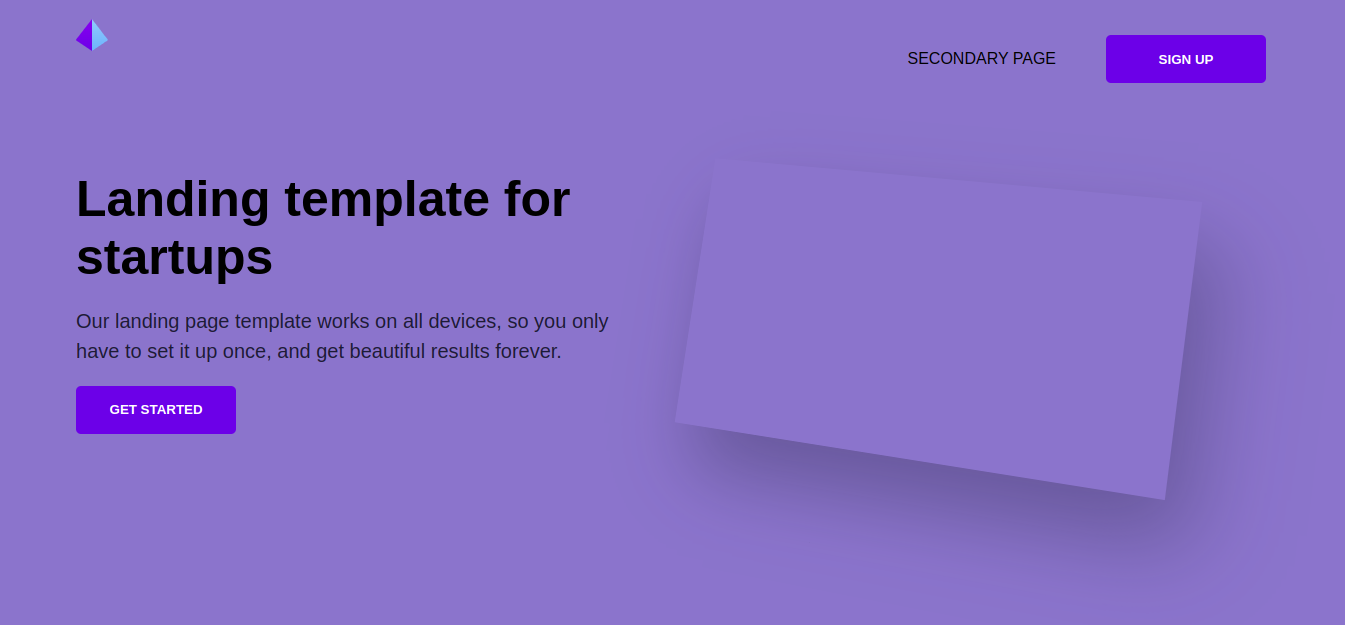 SECONDARY PAGE
SIGN UP
Landing template for
startups
Our landing page template works on all devices, so you only
have to set it up once, and get beautiful results forever.
GET STARTED